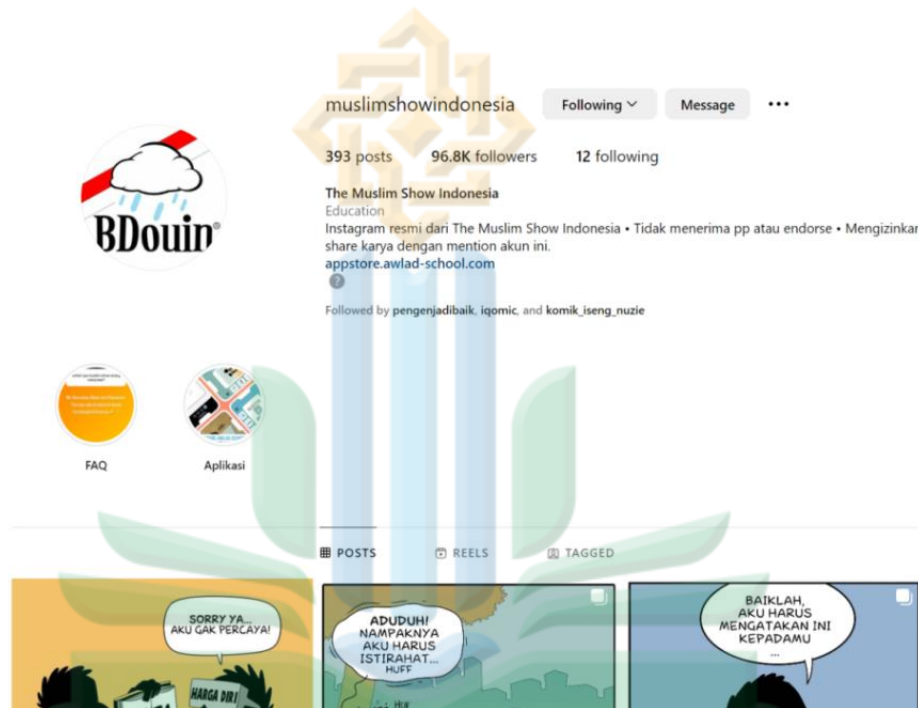 muslimshowindonesia Following Message
393 posts 96.8K followers 12 following
The Muslim Show Indonesia
Education
Instagram resmi dari The Muslim Show Indonesia • Tidak menerima pp atau endorse • Mengizinkan
share karya dengan mention akun ini.
appstore.awlad-school.com
Followed by pengenjadibaik, iqomic, and komik_iseng_nuzie
BDouin®
FAQ
Aplikasi
POSTS REELS TAGGED
SORRY YA...
AKU GAK PERCAYA!
HARGA DIRI
ADUDUH!
NAMPAKNYA
AKU HARUS
ISTIRAHAT...
HUFF
BAIKLAH,
AKU HARUS
MENGATAKAN INI
KEPADAMU
...